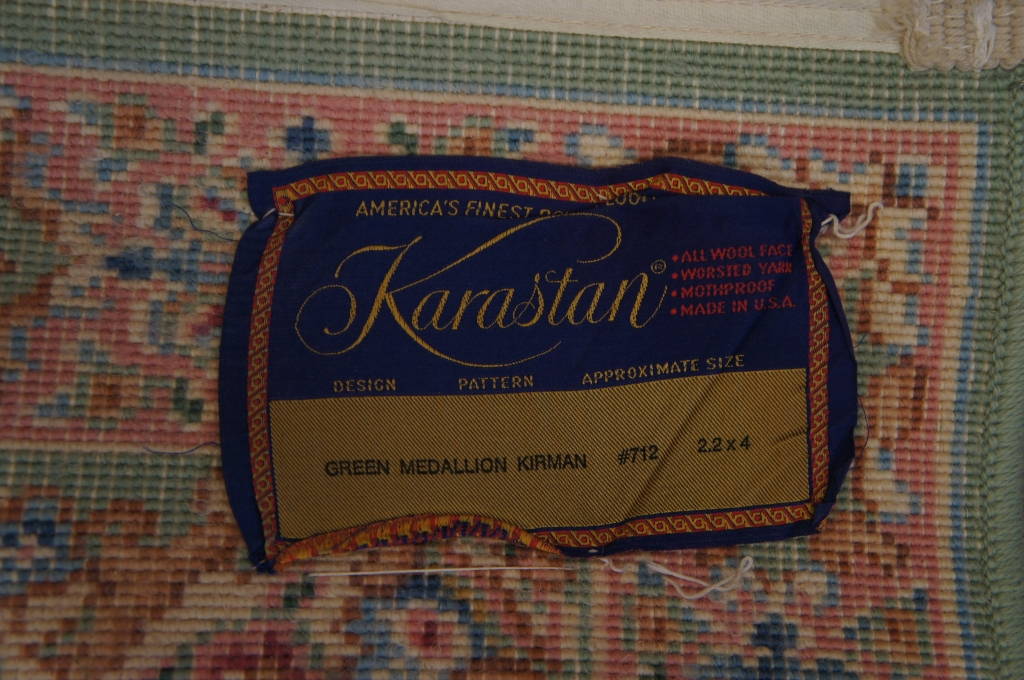 AMERICA'S FINEST
Karastan®
• ALL WOOL FACE
• WORSTED YARN
• MOTHPROOF
• MADE IN U.S.A.
DESIGN PATTERN APPROXIMATE SIZE
GREEN MEDALLION KIRMAN #712 2.2 x 4